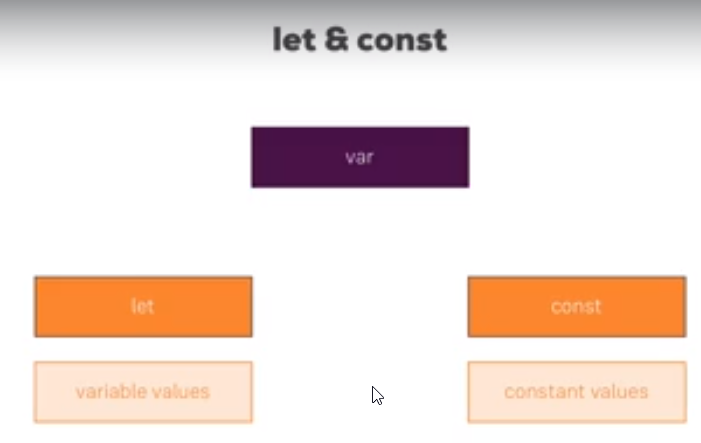 let & const
var
let
const
variable values
constant values